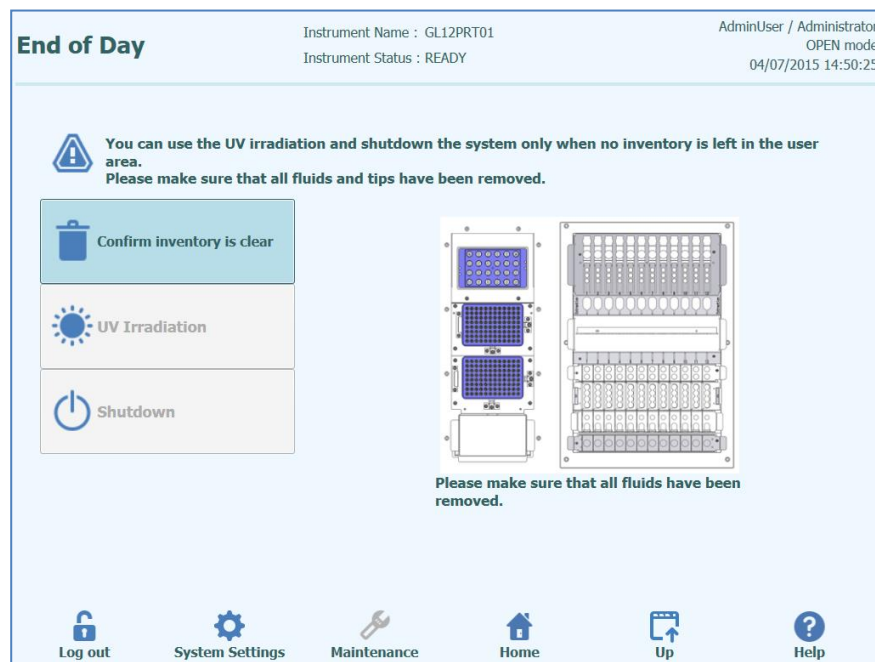 End of Day
Instrument Name : GL12PRT01
Instrument Status : READY
AdminUser / Administrator
OPEN mode
04/07/2015 14:50:25
You can use the UV irradiation and shutdown the system only when no inventory is left in the user
area.
Please make sure that all fluids and tips have been removed.
Confirm inventory is clear
UV Irradiation
Shutdown
Please make sure that all fluids have been
removed.
Log out
System Settings
Maintenance
Home
Up
Help